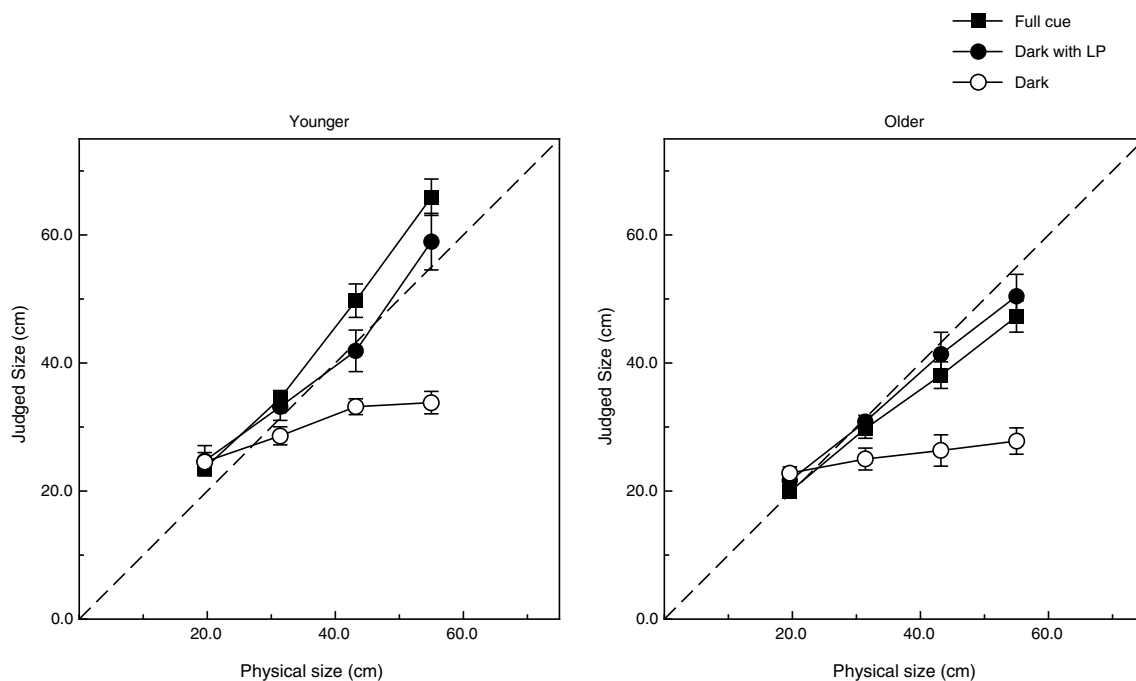 Full cue
Dark with LP
Dark
Younger
Older
60.0
40.0
20.0
0.0
20.0
40.0
60.0
Judged Size (cm)
Physical size (cm)
60.0
40.0
20.0
0.0
20.0
40.0
60.0
Judged Size (cm)
Physical size (cm)